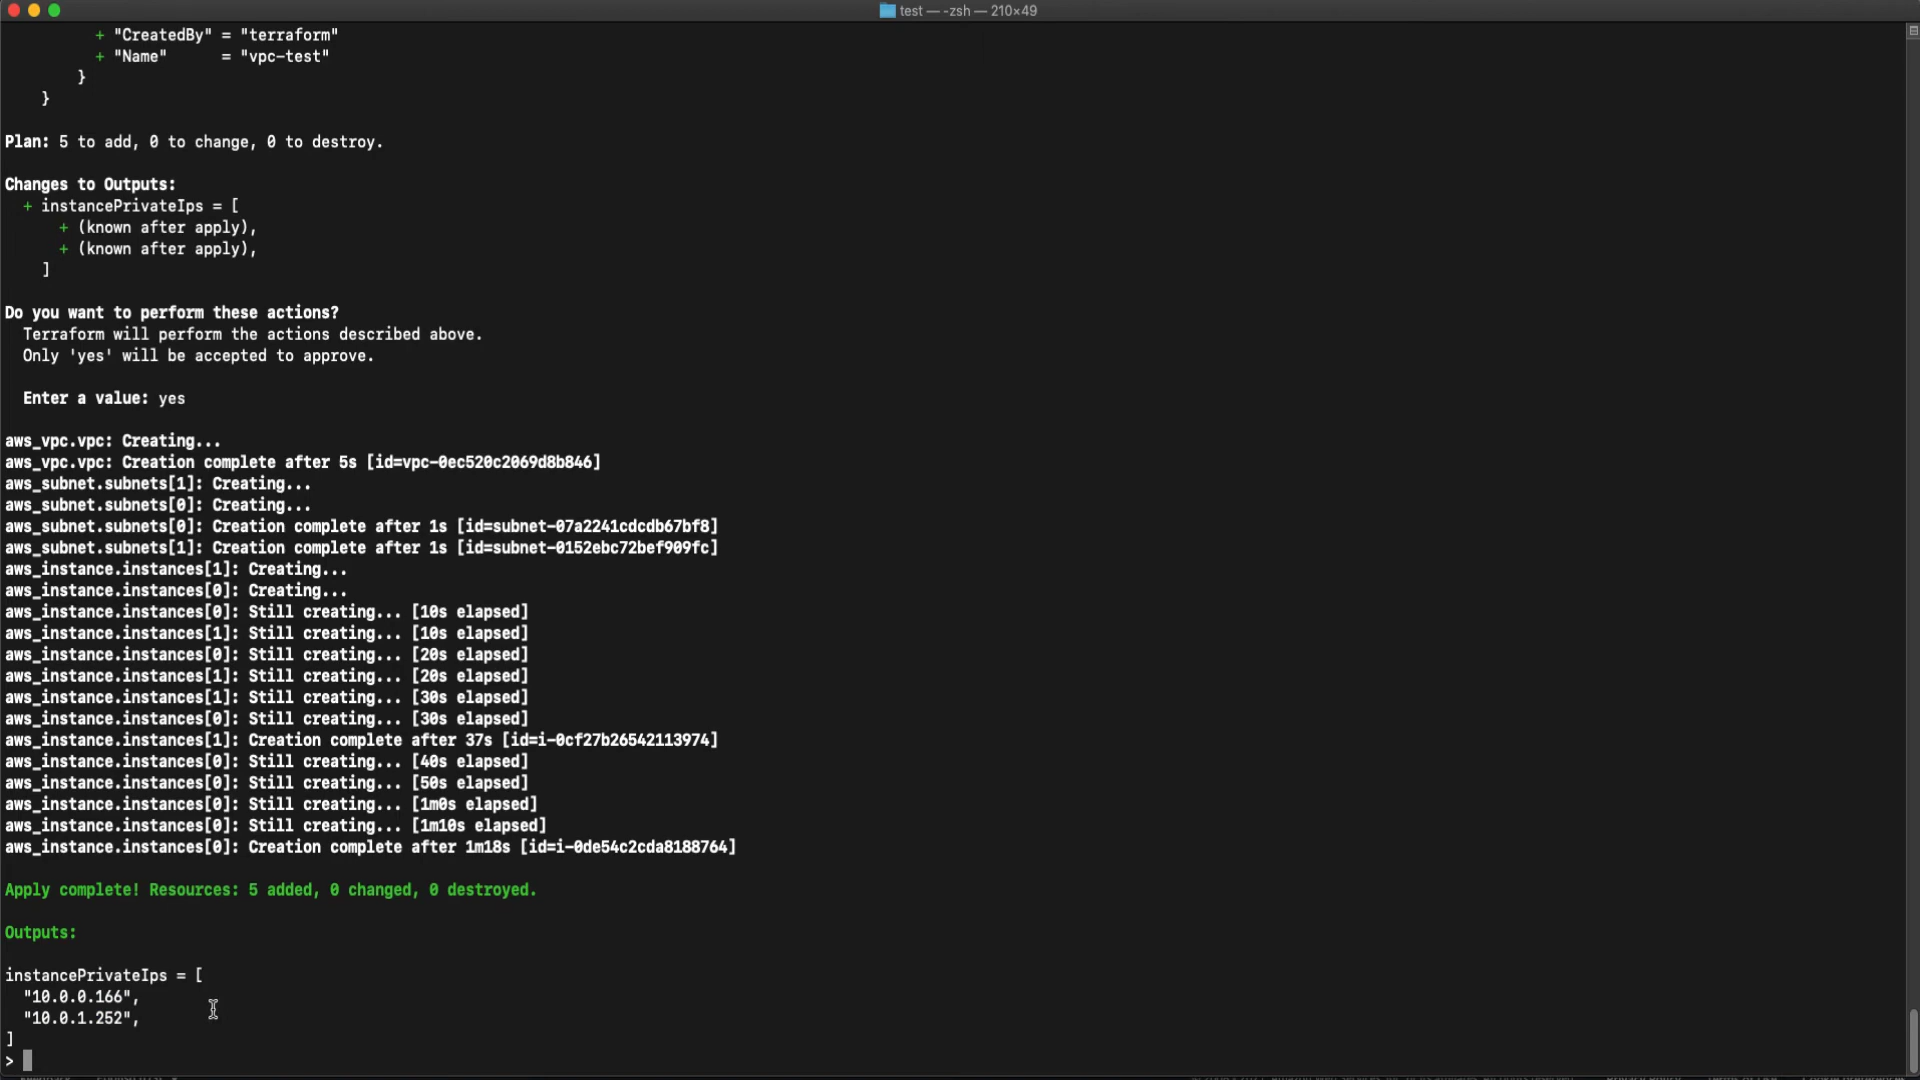 test — -zsh — 210×49
+ "CreatedBy" = "terraform"
+ "Name"      = "vpc-test"
}
}
Plan: 5 to add, 0 to change, 0 to destroy.
Changes to Outputs:
+ instancePrivateIps = [
+ (known after apply),
+ (known after apply),
]
Do you want to perform these actions?
Terraform will perform the actions described above.
Only 'yes' will be accepted to approve.
Enter a value: yes
aws_vpc.vpc: Creating...
aws_vpc.vpc: Creation complete after 5s [id=vpc-0ec520c2069d8b846]
aws_subnet.subnets[1]: Creating...
aws_subnet.subnets[0]: Creating...
aws_subnet.subnets[0]: Creation complete after 1s [id=subnet-07a2241cdcdb67bf8]
aws_subnet.subnets[1]: Creation complete after 1s [id=subnet-0152ebc72bef909fc]
aws_instance.instances[1]: Creating...
aws_instance.instances[0]: Creating...
aws_instance.instances[0]: Still creating... [10s elapsed]
aws_instance.instances[1]: Still creating... [10s elapsed]
aws_instance.instances[0]: Still creating... [20s elapsed]
aws_instance.instances[1]: Still creating... [20s elapsed]
aws_instance.instances[1]: Still creating... [30s elapsed]
aws_instance.instances[0]: Still creating... [30s elapsed]
aws_instance.instances[1]: Creation complete after 37s [id=i-0cf27b26542113974]
aws_instance.instances[0]: Still creating... [40s elapsed]
aws_instance.instances[0]: Still creating... [50s elapsed]
aws_instance.instances[0]: Still creating... [1m0s elapsed]
aws_instance.instances[0]: Still creating... [1m10s elapsed]
aws_instance.instances[0]: Creation complete after 1m18s [id=i-0de54c2cda8188764]
Apply complete! Resources: 5 added, 0 changed, 0 destroyed.
Outputs:
instancePrivateIps = [
"10.0.0.166",
"10.0.1.252",
]
>